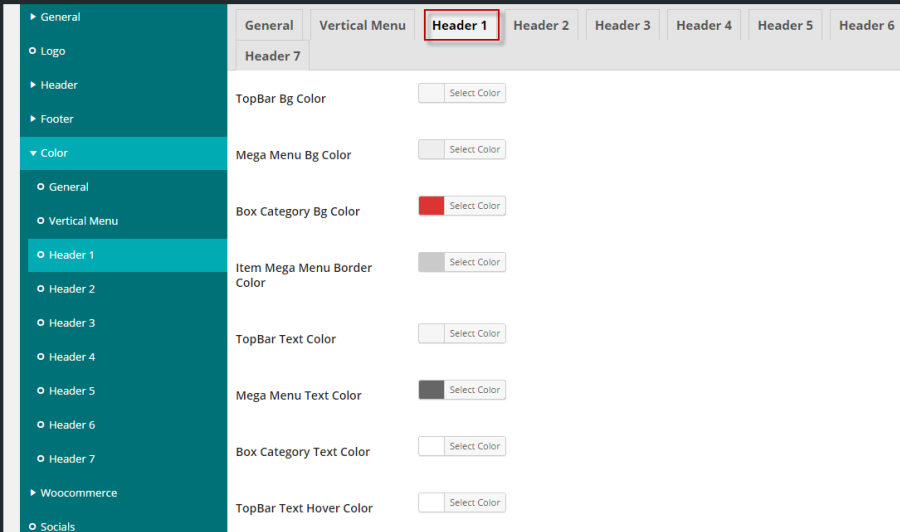 General
Logo
Header
Footer
Color
General
Vertical Menu
Header 1
Header 2
Header 3
Header 4
Header 5
Header 6
Header 7
Woocommerce
Socials
General Vertical Menu Header 1 Header 2 Header 3 Header 4 Header 5 Header 6
Header 7
TopBar Bg Color Select Color
Mega Menu Bg Color Select Color
Box Category Bg Color Select Color
Item Mega Menu Border Select Color
Color
TopBar Text Color Select Color
Mega Menu Text Color Select Color
Box Category Text Color Select Color
TopBar Text Hover Color Select Color